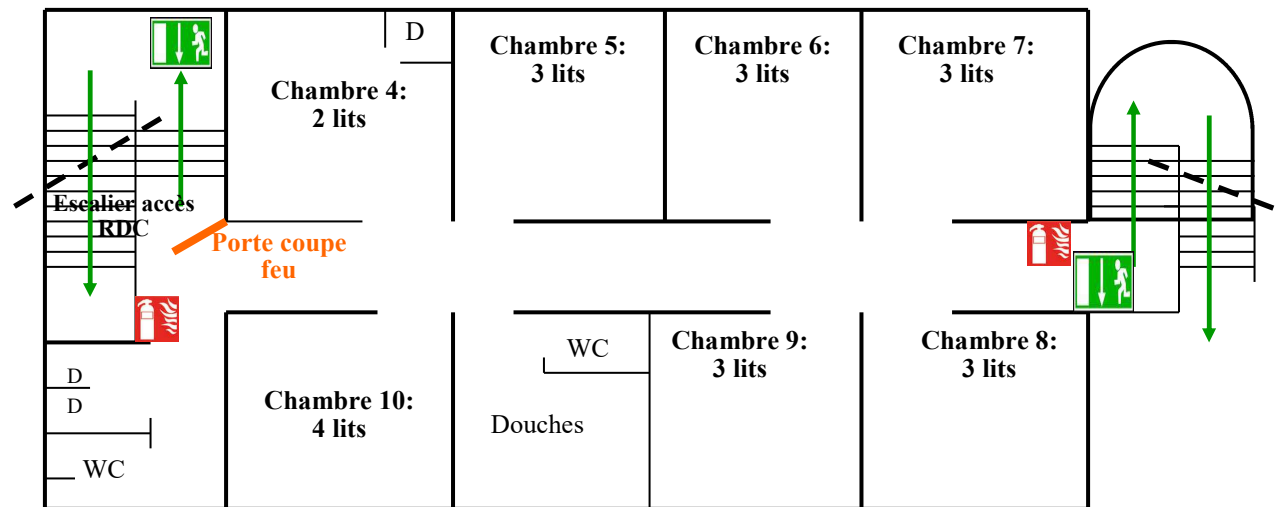 D
Chambre 4:
2 lits
Chambre 5:
3 lits
Chambre 6:
3 lits
Chambre 7:
3 lits
Escalier accès
RDC
Porte coupe
feu
D
D
WC
Chambre 10:
4 lits
WC
Douches
Chambre 9:
3 lits
Chambre 8:
3 lits